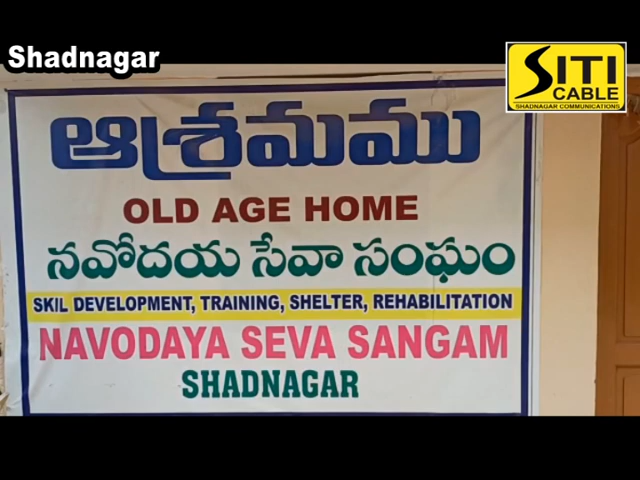 Shadnagar
SITI
CABLE
SHADNAGAR COMMUNICATIONS
ఆశ్రమము
OLD AGE HOME
నవోదయ సేవా సంఘం
SKIL DEVELOPMENT, TRAINING, SHELTER, REHABILITATION
NAVODAYA SEVA SANGAM
SHADNAGAR